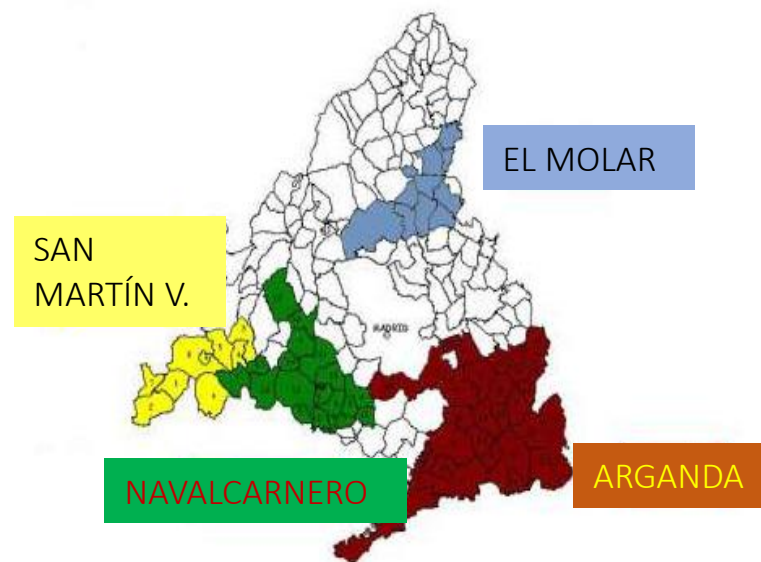 EL MOLAR
SAN
MARTÍN V.
MADRID
NAVALCARNERO
ARGANDA